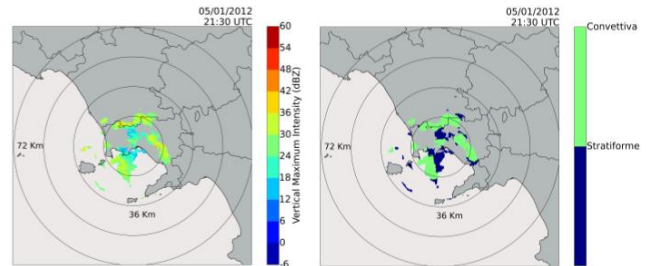 05/01/2012
21:30 UTC
72 Km
36 Km
60
54
48
42
36
30
24
18
12
6
0
-6
Vertical Maximum Intensity (dBZ)
05/01/2012
21:30 UTC
72 Km
36 Km
Convettiva
Stratiforme